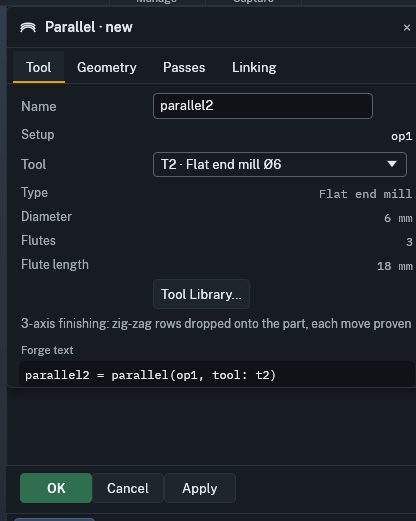 Parallel · new ×
Tool Geometry Passes Linking
Name parallel2
Setup op1
Tool T2 · Flat end mill Ø6
Type Flat end mill
Diameter 6 mm
Flutes 3
Flute length 18 mm
Tool Library...
3-axis finishing: zig-zag rows dropped onto the part, each move proven
Forge text
parallel2 = parallel(op1, tool: t2)
OK Cancel Apply